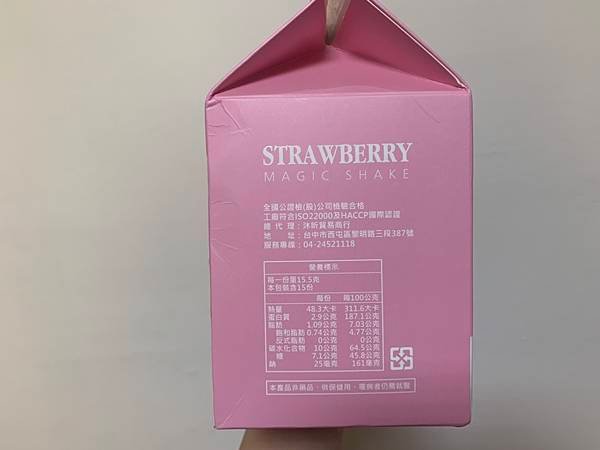 STRAWBERRY
MAGIC SHAKE
全國公證檢(股)公司檢驗合格
工廠符合ISO22000及HACCP國際認證
總 代 理：沐昕貿易商行
地 址：台中市西屯區黎明路三段387號
服務專線：04-24521118
營養標示
每一份量15.5克
本包裝含15份
每份 每100公克
熱量 48.3大卡 311.6大卡
蛋白質 2.9公克 187.1公克
脂肪 1.09公克 7.03公克
飽和脂肪 0.74公克 4.77公克
反式脂肪 0公克 0公克
碳水化合物 10公克 64.5公克
糖 7.1公克 45.8公克
鈉 25毫克 161毫克
本產品非藥品，供保健用，罹病者仍需就醫